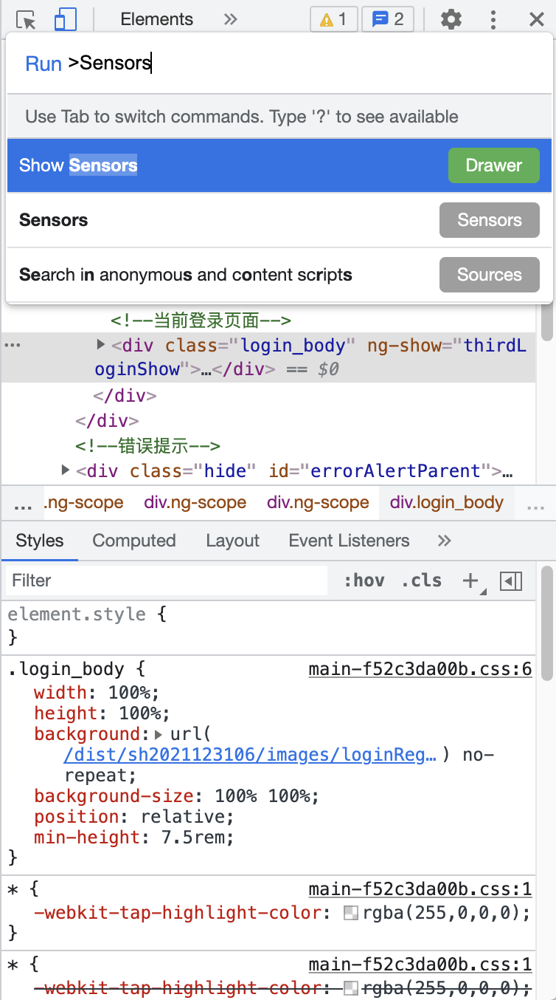 Elements » 1 2
Run >Sensors
Use Tab to switch commands. Type '?' to see available
Show Sensors Drawer
Sensors Sensors
Search in anonymous and content scripts Sources
<!--当前登录页面-->
… <div class="login_body" ng-show="thirdL
oginShow">…</div> == $0
</div>
</div>
<!--错误提示-->
<div class="hide" id="errorAlertParent">…
… .ng-scope div.ng-scope div.ng-scope div.login_body …
Styles Computed Layout Event Listeners »
Filter :hov .cls +
element.style {
}
.login_body { main-f52c3da00b.css:6
width: 100%;
height: 100%;
background: url(
/dist/sh2021123106/images/loginReg… ) no-
repeat;
background-size: 100% 100%;
position: relative;
min-height: 7.5rem;
}
* { main-f52c3da00b.css:1
-webkit-tap-highlight-color: rgba(255,0,0,0);
}
* { main-f52c3da00b.css:1
-webkit-tap-highlight-color: rgba(255,0,0,0);